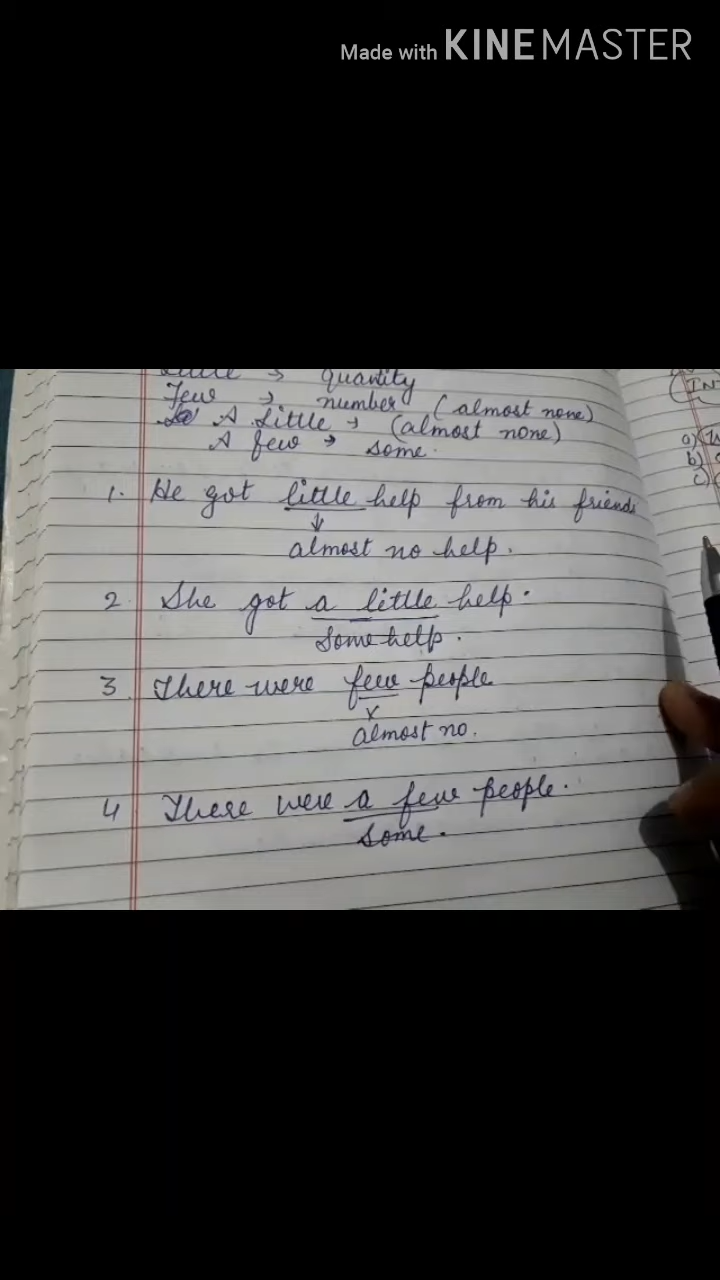 Made with KINEMASTER
Little → quantity
Few → number (almost none)
A Little → (almost none)
A few → some.
1. He got little help from his friends
↓
almost no help.
2. She got a little help.
Some help.
3. There were few people
almost no.
4 There were a few people.
Some.
a)
b)
c)